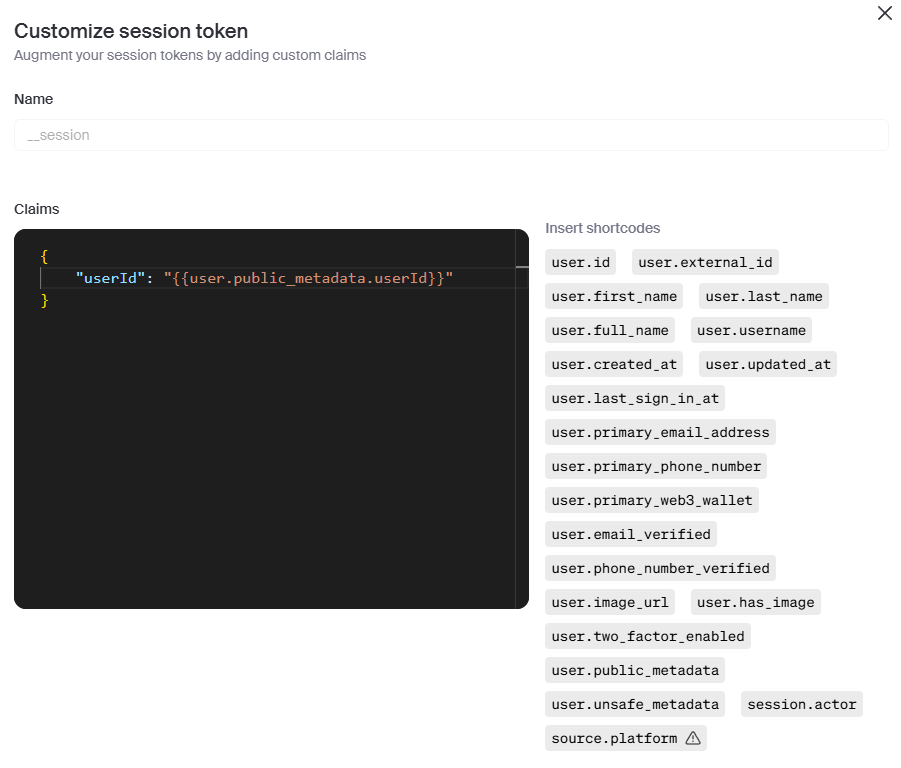 Customize session token
Augment your session tokens by adding custom claims
Name
__session
Claims
{
"userId": "{{user.public_metadata.userId}}"
}
Insert shortcodes
user.id user.external_id
user.first_name user.last_name
user.full_name user.username
user.created_at user.updated_at
user.last_sign_in_at
user.primary_email_address
user.primary_phone_number
user.primary_web3_wallet
user.email_verified
user.phone_number_verified
user.image_url user.has_image
user.two_factor_enabled
user.public_metadata
user.unsafe_metadata session.actor
source.platform